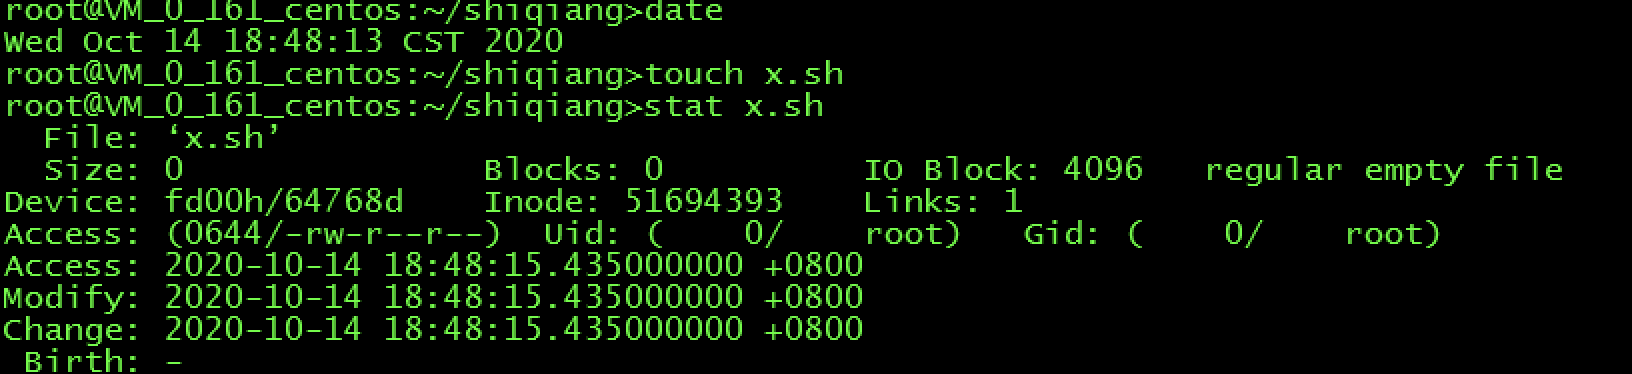 root@VM_0_161_centos:~/shiqiang>date
Wed Oct 14 18:48:13 CST 2020
root@VM_0_161_centos:~/shiqiang>touch x.sh
root@VM_0_161_centos:~/shiqiang>stat x.sh
  File: ‘x.sh’
  Size: 0               Blocks: 0          IO Block: 4096   regular empty file
Device: fd00h/64768d    Inode: 51694393    Links: 1
Access: (0644/-rw-r--r--)  Uid: (    0/    root)   Gid: (    0/    root)
Access: 2020-10-14 18:48:15.435000000 +0800
Modify: 2020-10-14 18:48:15.435000000 +0800
Change: 2020-10-14 18:48:15.435000000 +0800
 Birth: -